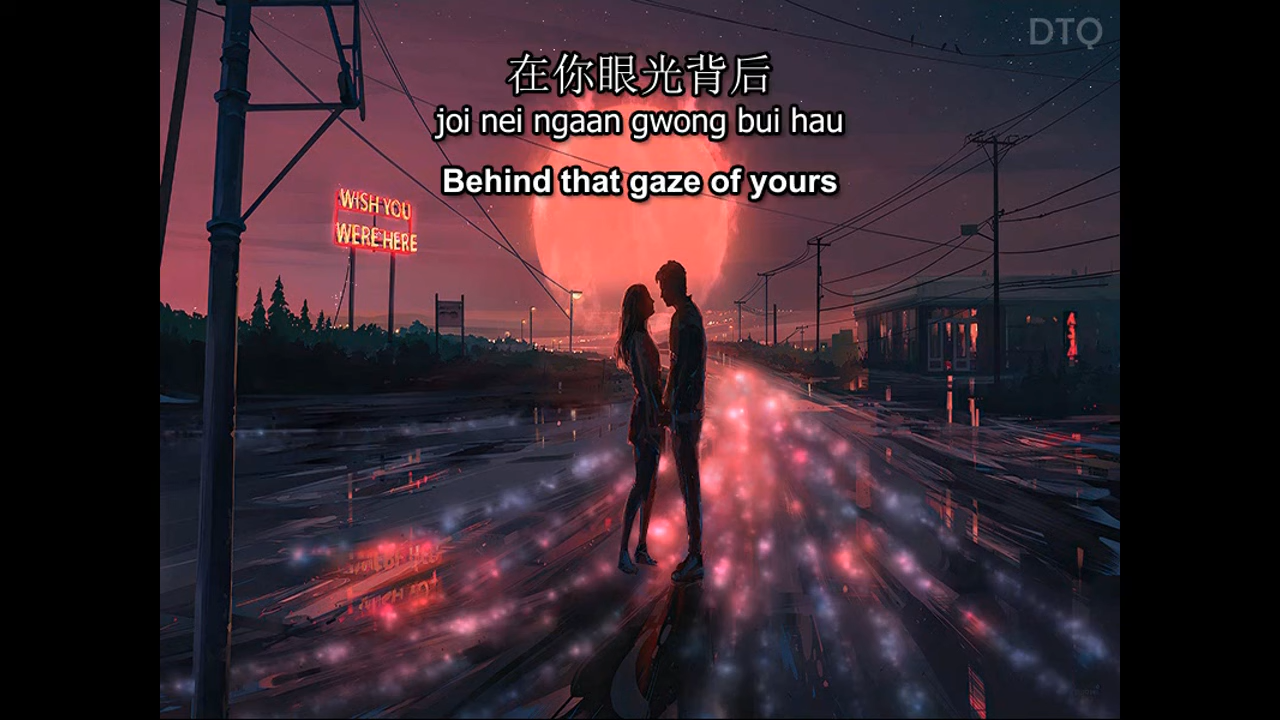 DTQ
在你眼光背后
joi nei ngaan gwong bui hau
Behind that gaze of yours
WISH YOU
WERE HERE